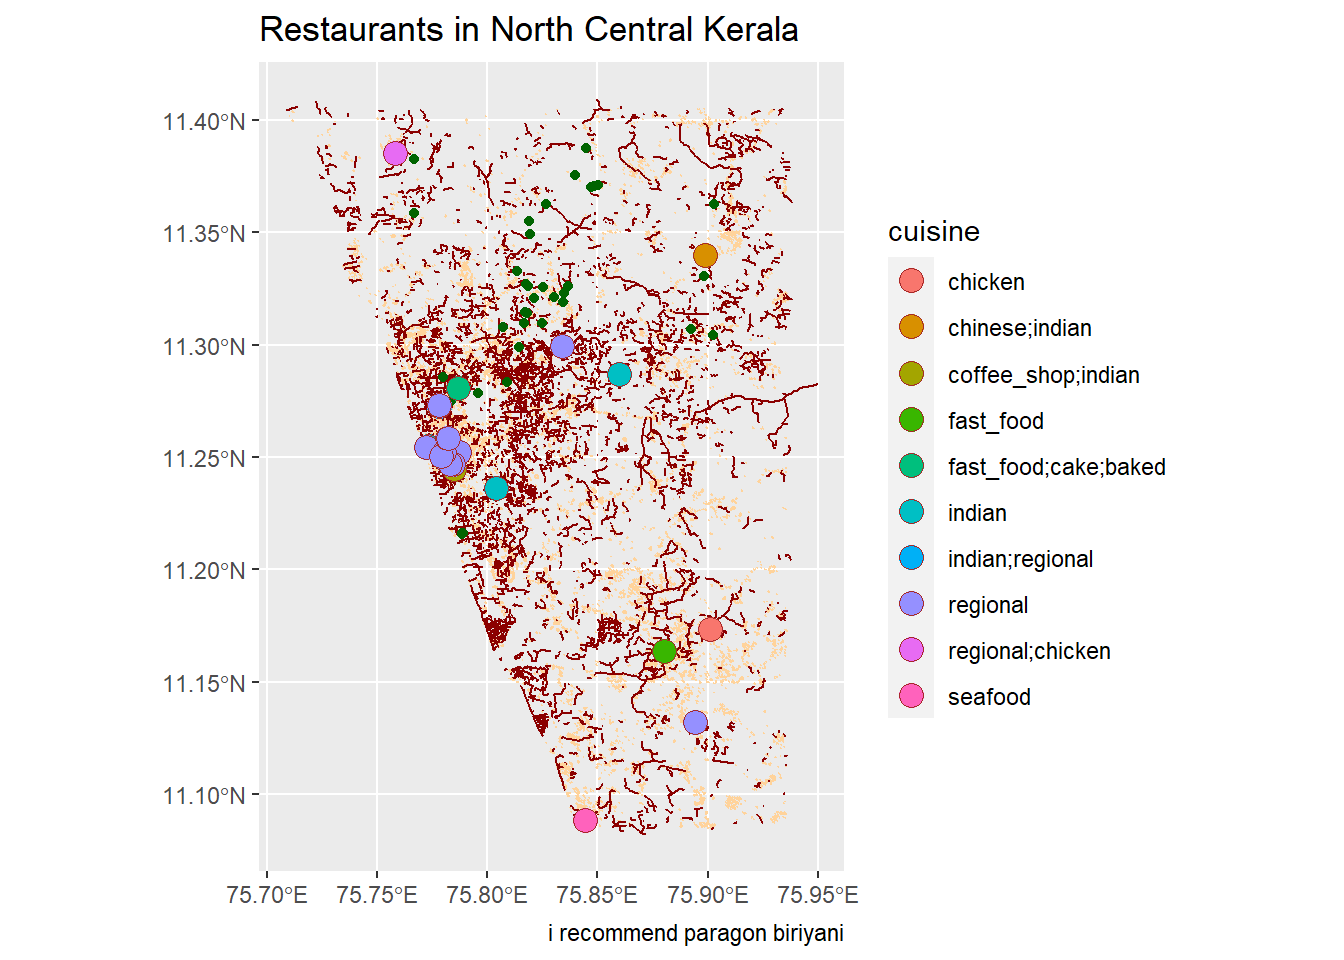 Restaurants in North Central Kerala
11.40°N
11.35°N
11.30°N
11.25°N
11.20°N
11.15°N
11.10°N
75.70°E 75.75°E 75.80°E 75.85°E 75.90°E 75.95°E
i recommend paragon biriyani
cuisine
chicken
chinese;indian
coffee_shop;indian
fast_food
fast_food;cake;baked
indian
indian;regional
regional
regional;chicken
seafood